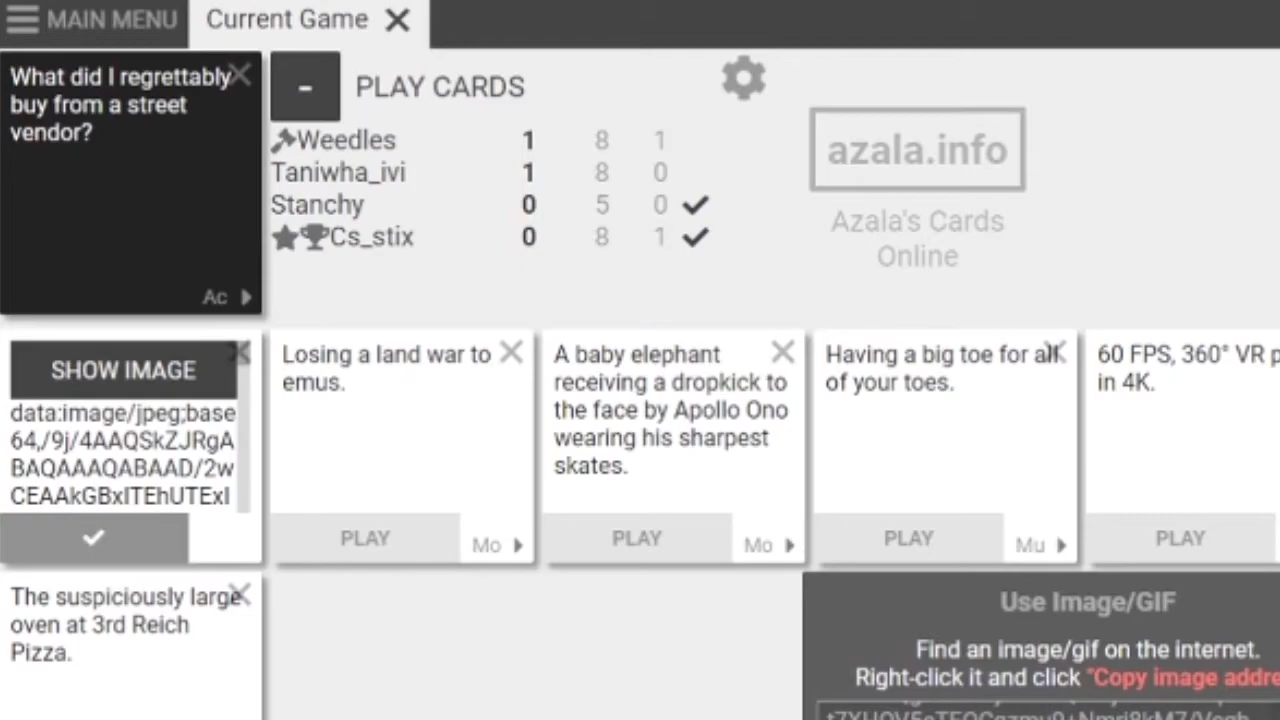 MAIN MENU
Current Game
What did I regrettably
buy from a street
vendor?
Ac
-
PLAY CARDS
Weedles 1 8 1
Taniwha_ivi 1 8 0
Stanchy 0 5 0
Cs_stix 0 8 1
azala.info
Azala's Cards
Online
SHOW IMAGE
data:image/jpeg;base
64,/9j/4AAQSkZJRgA
BAQAAAQABAAD/2w
CEAAkGBxITEhUTExI
Losing a land war to
emus.
PLAY
Mo
A baby elephant
receiving a dropkick to
the face by Apollo Ono
wearing his sharpest
skates.
PLAY
Mo
Having a big toe for all
of your toes.
PLAY
Mu
60 FPS, 360° VR p
in 4K.
PLAY
The suspiciously large
oven at 3rd Reich
Pizza.
Use Image/GIF
Find an image/gif on the internet.
Right-click it and click "Copy image addre